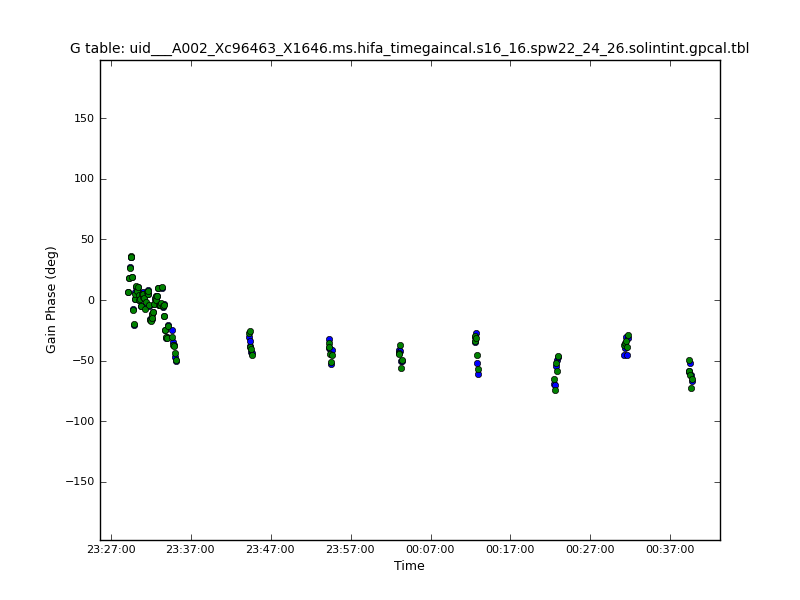 G table: uid___A002_Xc96463_X1646.ms.hifa_timegaincal.s16_16.spw22_24_26.solintint.gpcal.tbl
150
100
50
0
−50
−100
−150
Gain Phase (deg)
23:27:00 23:37:00 23:47:00 23:57:00 00:07:00 00:17:00 00:27:00 00:37:00
Time